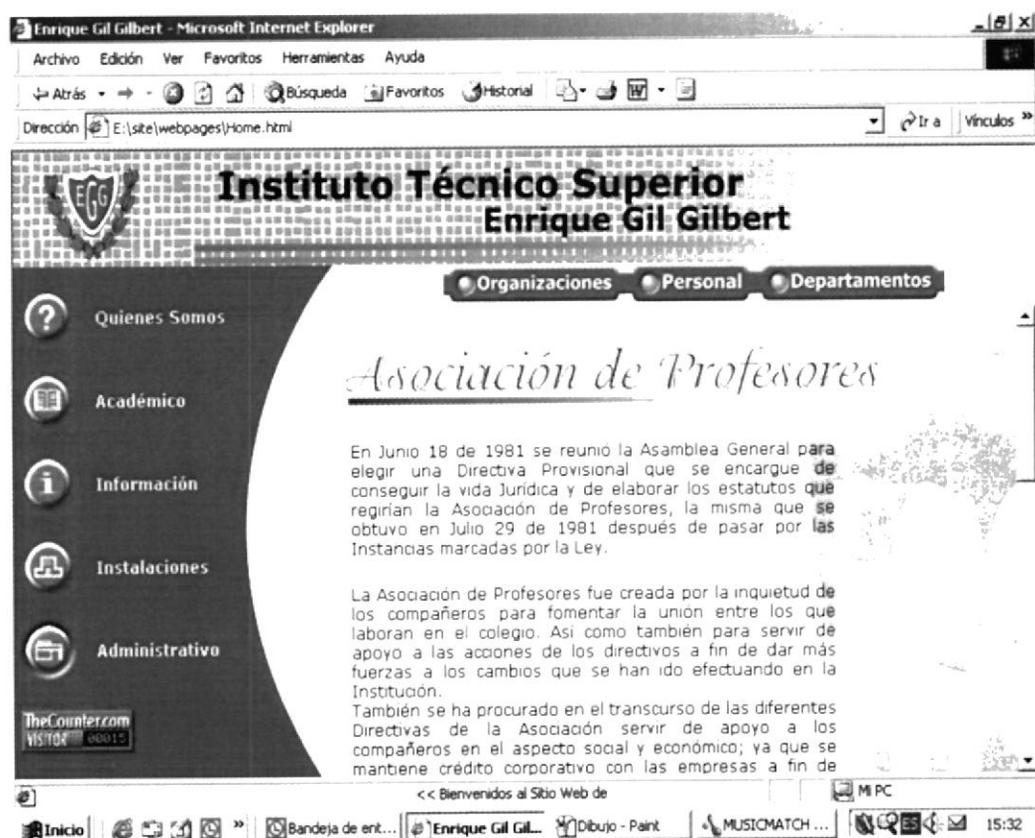 Enrique Gil Gilbert - Microsoft Internet Explorer
Archivo Edición Ver Favoritos Herramientas Ayuda
Atrás Búsqueda Favoritos Historial
Dirección E:\site\webpages\Home.html Ir a Vínculos »
EGG
Instituto Técnico Superior
Enrique Gil Gilbert
Organizaciones Personal Departamentos
? Quienes Somos
Académico
i Información
Instalaciones
Administrativo
TheCounter.com
VISITOR 00015
Asociación de Profesores
En Junio 18 de 1981 se reunió la Asamblea General para
elegir una Directiva Provisional que se encargue de
conseguir la vida Jurídica y de elaborar los estatutos que
regirían la Asociación de Profesores, la misma que se
obtuvo en Julio 29 de 1981 después de pasar por las
Instancias marcadas por la Ley.
La Asociación de Profesores fue creada por la inquietud de
los compañeros para fomentar la unión entre los que
laboran en el colegio. Asi como también para servir de
apoyo a las acciones de los directivos a fin de dar más
fuerzas a los cambios que se han ido efectuando en la
Institución.
También se ha procurado en el transcurso de las diferentes
Directivas de la Asociación servir de apoyo a los
compañeros en el aspecto social y económico; ya que se
mantiene crédito corporativo con las empresas a fin de
<< Bienvenidos al Sitio Web de Mi PC
Inicio » Bandeja de ent... Enrique Gil Gil... Dibujo - Paint MUSICMATCH ... ES 15:32